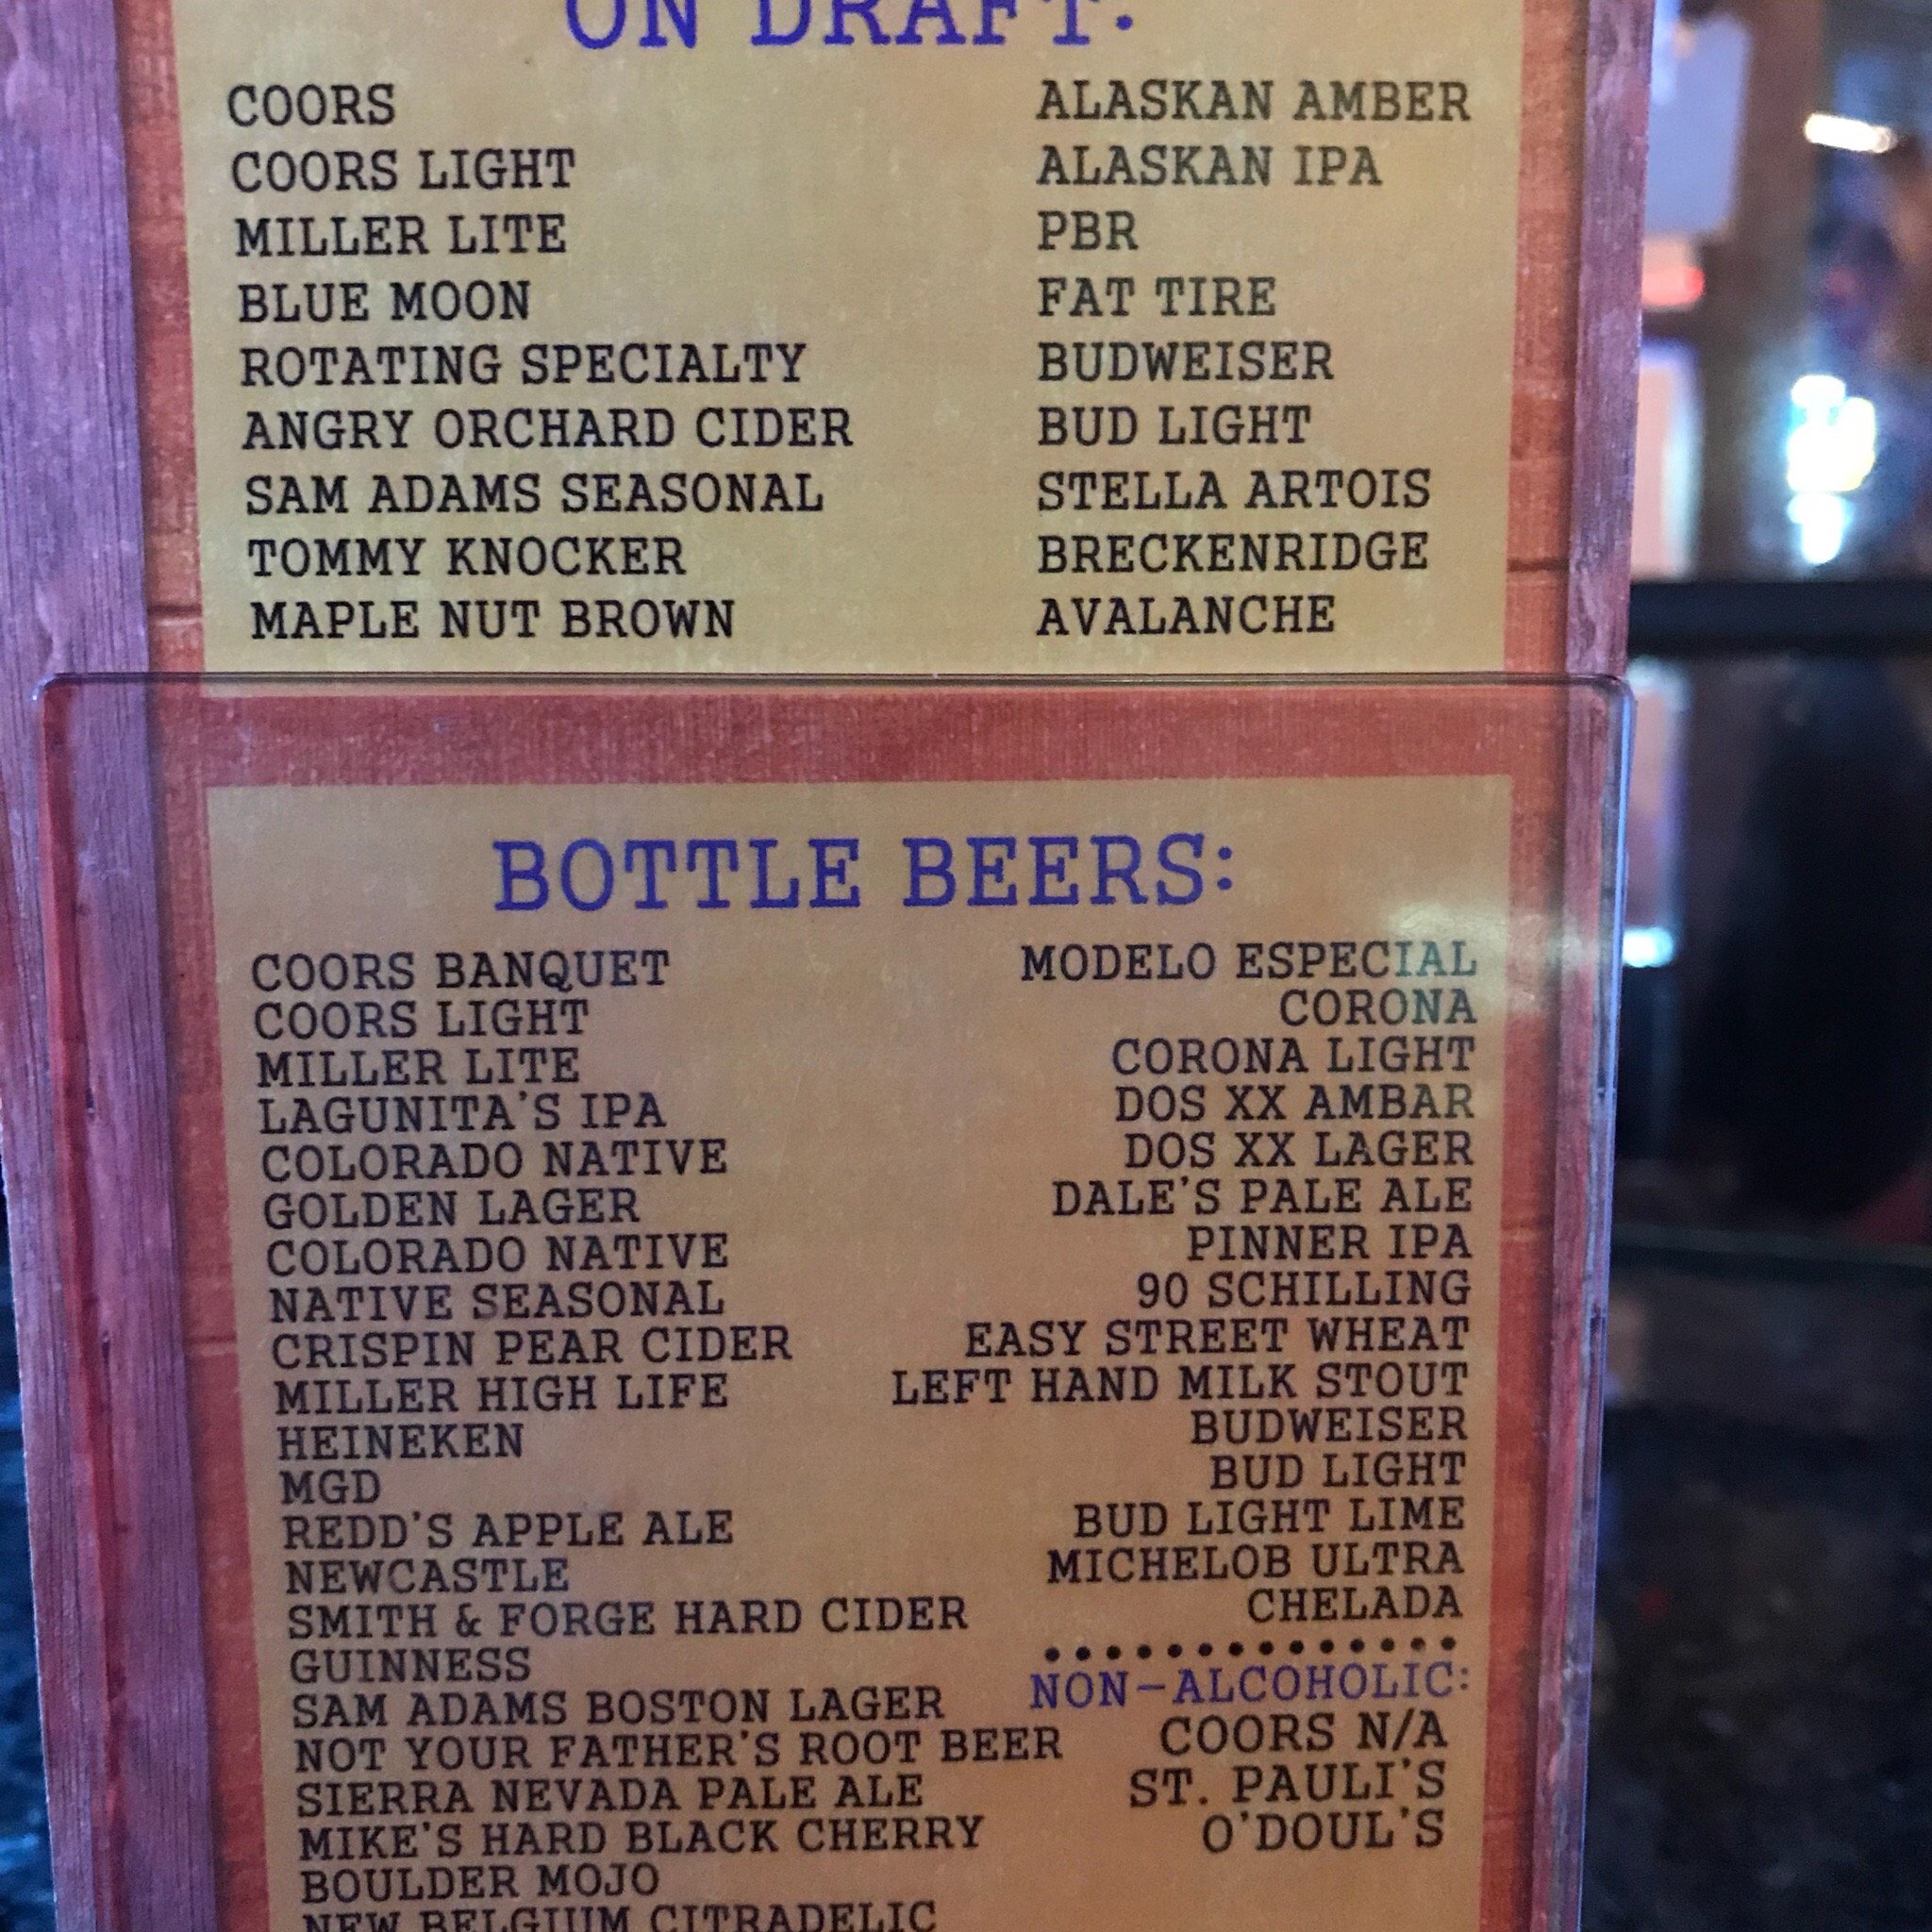 ON DRAFT:
COORS
COORS LIGHT
MILLER LITE
BLUE MOON
ROTATING SPECIALTY
ANGRY ORCHARD CIDER
SAM ADAMS SEASONAL
TOMMY KNOCKER
MAPLE NUT BROWN
ALASKAN AMBER
ALASKAN IPA
PBR
FAT TIRE
BUDWEISER
BUD LIGHT
STELLA ARTOIS
BRECKENRIDGE
AVALANCHE
BOTTLE BEERS:
COORS BANQUET
COORS LIGHT
MILLER LITE
LAGUNITA'S IPA
COLORADO NATIVE
GOLDEN LAGER
COLORADO NATIVE
NATIVE SEASONAL
CRISPIN PEAR CIDER
MILLER HIGH LIFE
HEINEKEN
MGD
REDD'S APPLE ALE
NEWCASTLE
SMITH & FORGE HARD CIDER
GUINNESS
SAM ADAMS BOSTON LAGER
NOT YOUR FATHER'S ROOT BEER
SIERRA NEVADA PALE ALE
MIKE'S HARD BLACK CHERRY
BOULDER MOJO
NEW BELGIUM CITRADELIC
MODELO ESPECIAL
CORONA
CORONA LIGHT
DOS XX AMBAR
DOS XX LAGER
DALE'S PALE ALE
PINNER IPA
90 SCHILLING
EASY STREET WHEAT
LEFT HAND MILK STOUT
BUDWEISER
BUD LIGHT
BUD LIGHT LIME
MICHELOB ULTRA
CHELADA
NON-ALCOHOLIC:
COORS N/A
ST. PAULI'S
O'DOUL'S